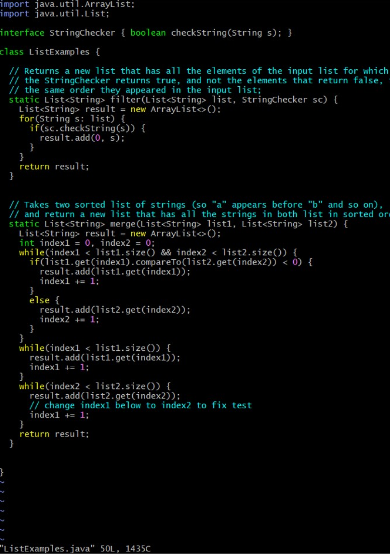 import java.util.ArrayList;
import java.util.List;

interface StringChecker { boolean checkString(String s); }

class ListExamples {

  // Returns a new list that has all the elements of the input list for which
  // the StringChecker returns true, and not the elements that return false,
  // the same order they appeared in the input list;
  static List<String> filter(List<String> list, StringChecker sc) {
    List<String> result = new ArrayList<>();
    for(String s: list) {
      if(sc.checkString(s)) {
        result.add(0, s);
      }
    }
    return result;
  }


  // Takes two sorted list of strings (so "a" appears before "b" and so on),
  // and return a new list that has all the strings in both list in sorted ord
  static List<String> merge(List<String> list1, List<String> list2) {
    List<String> result = new ArrayList<>();
    int index1 = 0, index2 = 0;
    while(index1 < list1.size() && index2 < list2.size()) {
      if(list1.get(index1).compareTo(list2.get(index2)) < 0) {
        result.add(list1.get(index1));
        index1 += 1;
      }
      else {
        result.add(list2.get(index2));
        index2 += 1;
      }
    }
    while(index1 < list1.size()) {
      result.add(list1.get(index1));
      index1 += 1;
    }
    while(index2 < list2.size()) {
      result.add(list2.get(index2));
      // change index1 below to index2 to fix test
      index1 += 1;
    }
    return result;
  }


}
~
~
~
~
~
~
~
"ListExamples.java" 50L, 1435C